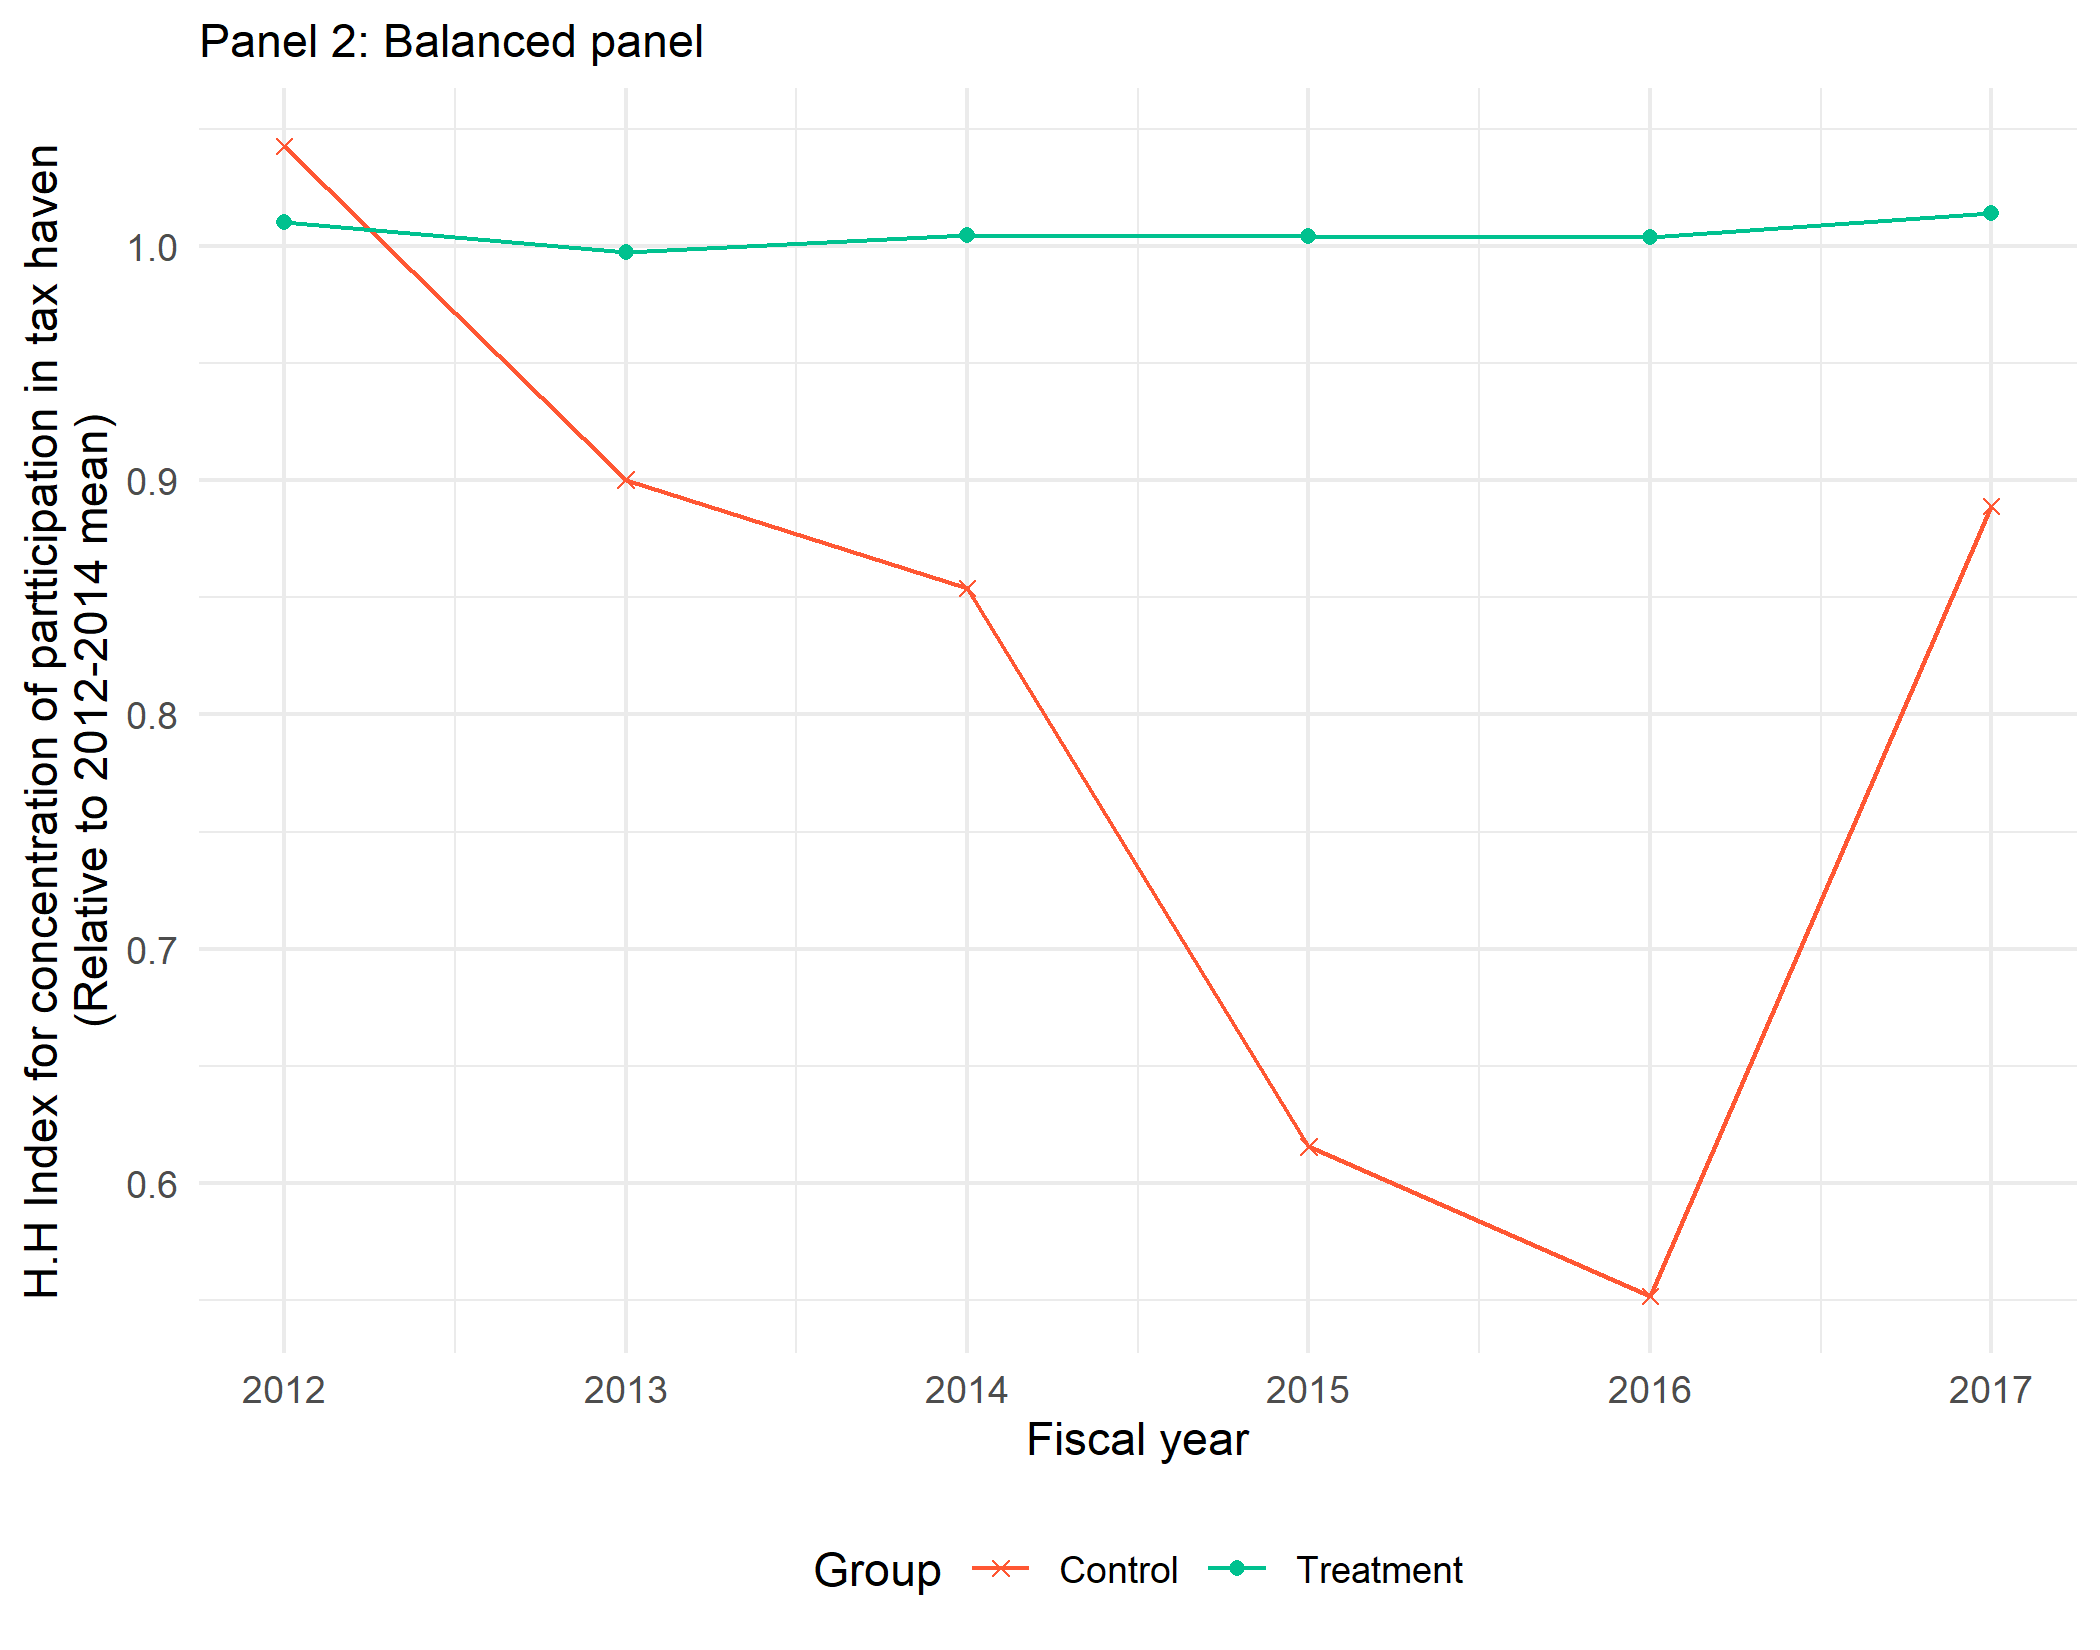 Panel 2: Balanced panel
H.H Index for concentration of participation in tax haven
(Relative to 2012-2014 mean)
1.0
0.9
0.8
0.7
0.6
2012 2013 2014 2015 2016 2017
Fiscal year
Group Control Treatment